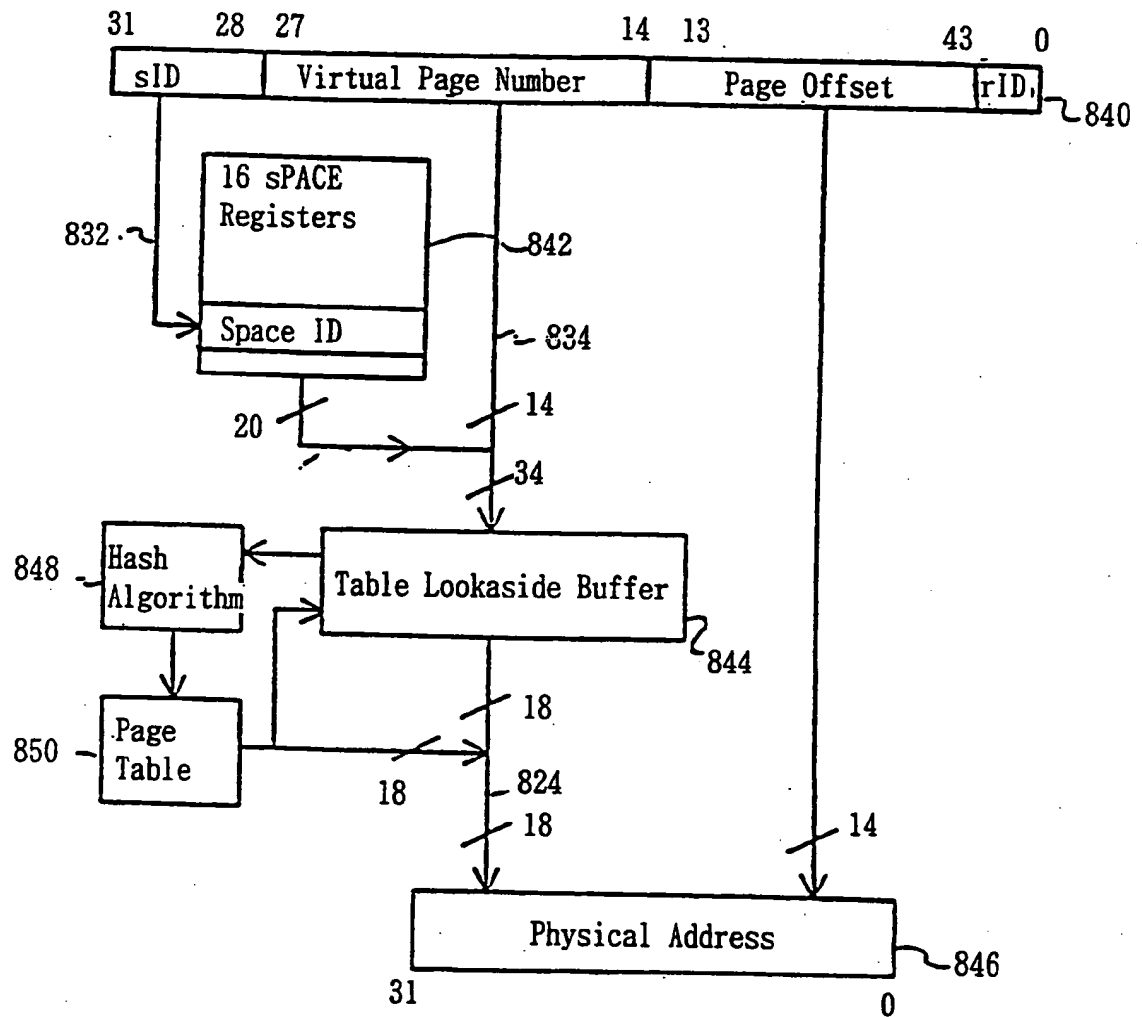 31 28 27 14 13 43 0
sID Virtual Page Number Page Offset rID
840
16 sPACE
Registers
832
842
Space ID
834
20
14
34
848
Hash
Algorithm
Table Lookaside Buffer
844
18
850
Page
Table
18
824
18
14
Physical Address
846
31
0